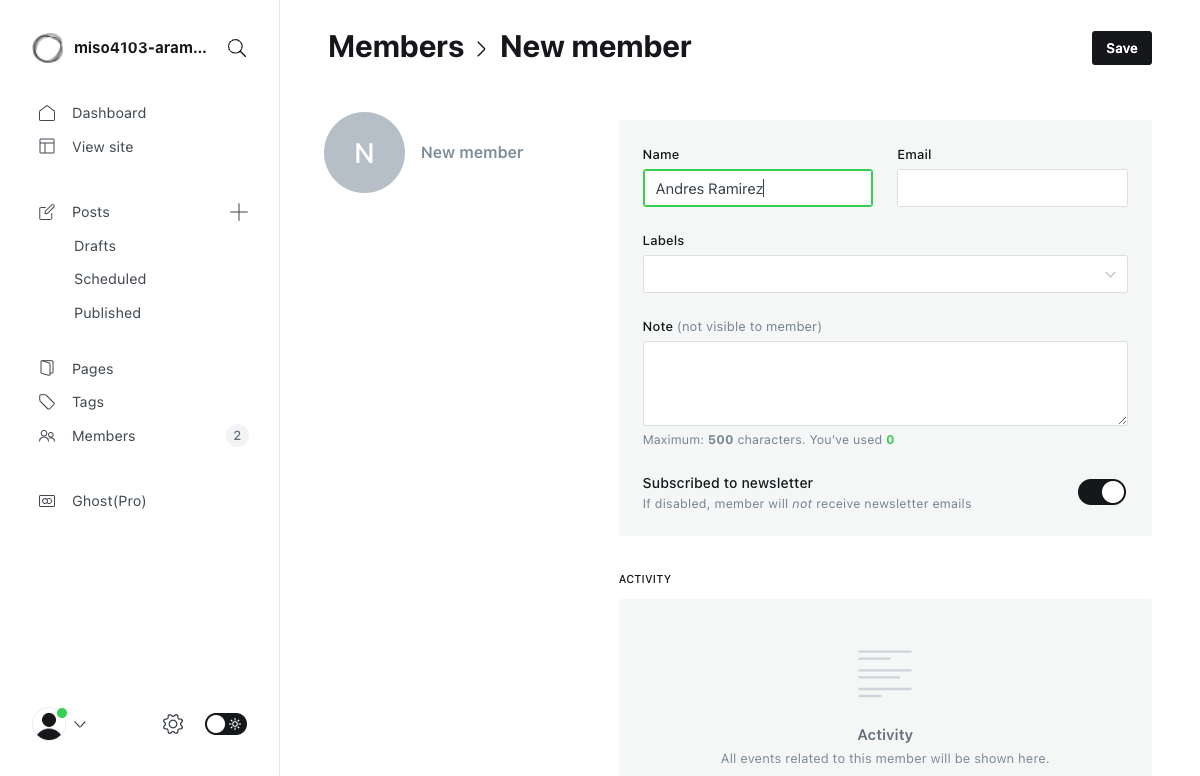 miso4103-aram...
Members > New member
Save
Dashboard
View site
Posts
Drafts
Scheduled
Published
Pages
Tags
Members 2
Ghost(Pro)
N
New member
Name
Email
Andres Ramirez
Labels
Note (not visible to member)
Maximum: 500 characters. You've used 0
Subscribed to newsletter
If disabled, member will not receive newsletter emails
ACTIVITY
Activity
All events related to this member will be shown here.